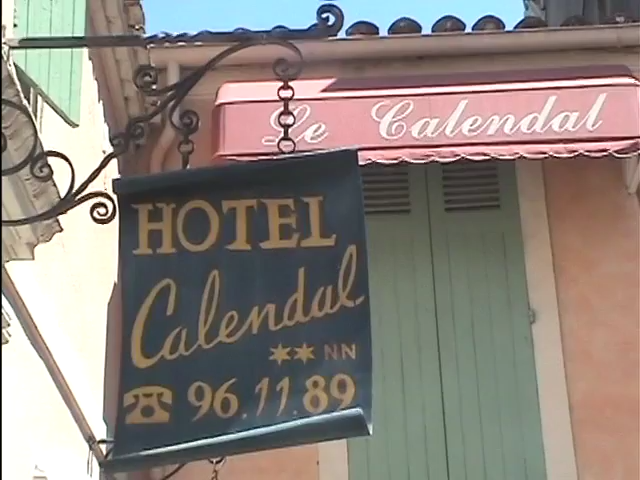 Le Calendal
HOTEL
Calendal
★★ NN
☎ 96.11.89